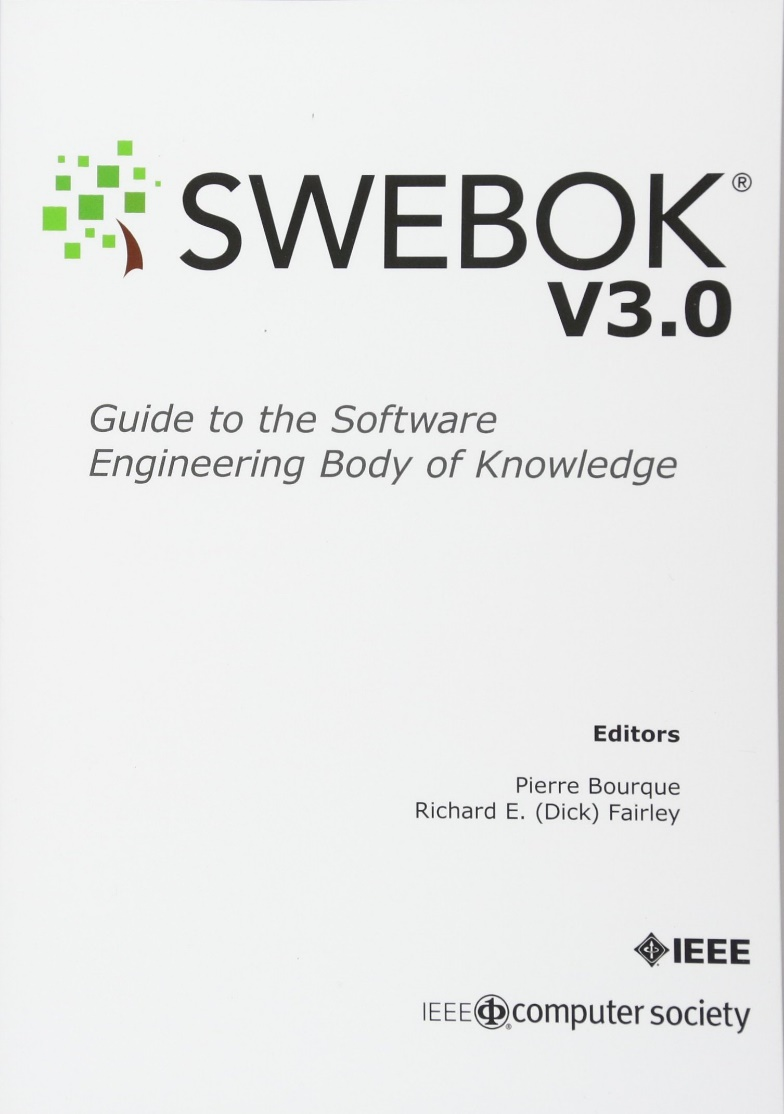 SWEBOK®
V3.0
Guide to the Software
Engineering Body of Knowledge
Editors
Pierre Bourque
Richard E. (Dick) Fairley
IEEE
IEEE computer society